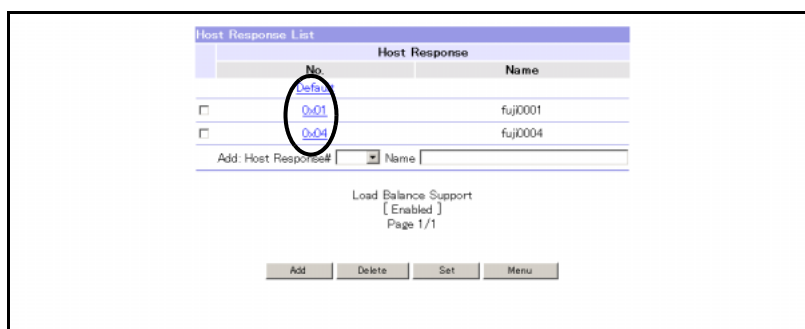 Host Response List
Host Response
No. Name
Default
0x01 fuji0001
0x04 fuji0004
Add: Host Response# Name
Load Balance Support
[ Enabled ]
Page 1/1
Add Delete Set Menu